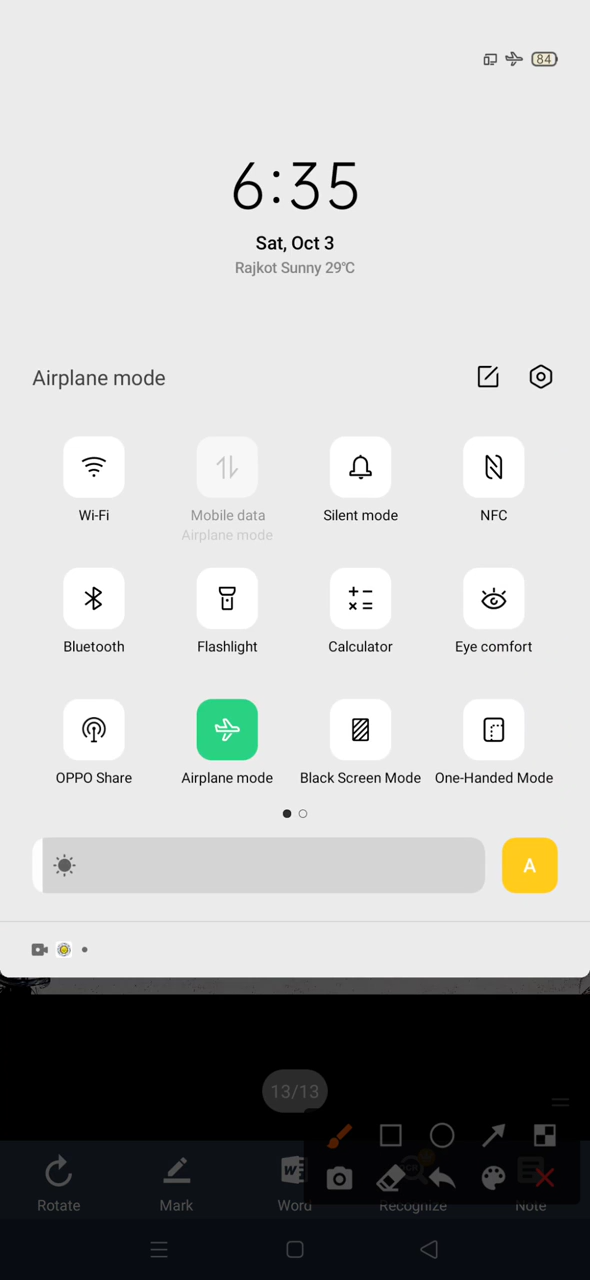 84
6:35
Sat, Oct 3
Rajkot Sunny 29℃
Airplane mode
Wi-Fi
Mobile data
Airplane mode
Silent mode
NFC
Bluetooth
Flashlight
Calculator
Eye comfort
OPPO Share
Airplane mode
Black Screen Mode
One-Handed Mode
A
13/13
W
Rotate
Mark
Word
Recognize
Note